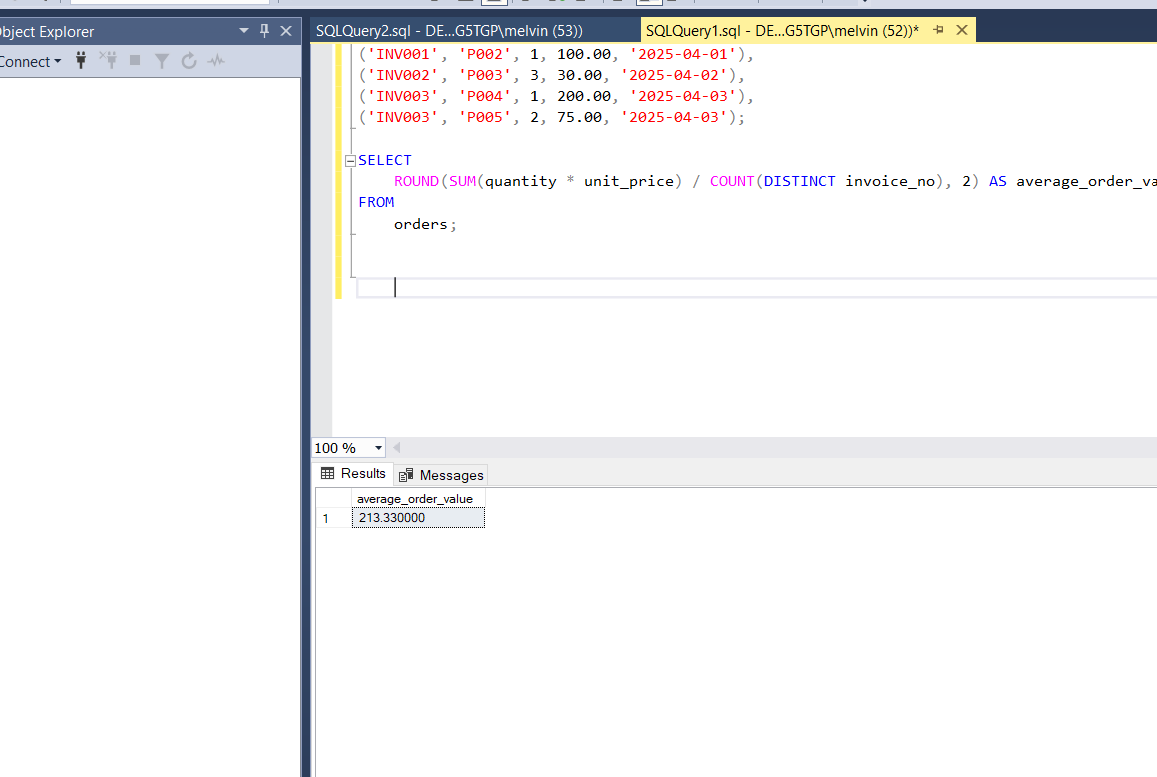 bject Explorer
SQLQuery2.sql - DE...G5TGP\melvin (53))
SQLQuery1.sql - DE...G5TGP\melvin (52))*
Connect
('INV001', 'P002', 1, 100.00, '2025-04-01'),
('INV002', 'P003', 3, 30.00, '2025-04-02'),
('INV003', 'P004', 1, 200.00, '2025-04-03'),
('INV003', 'P005', 2, 75.00, '2025-04-03');
SELECT
ROUND(SUM(quantity * unit_price) / COUNT(DISTINCT invoice_no), 2) AS average_order_va
FROM
orders;
100 %
Results
Messages
average_order_value
1 213.330000